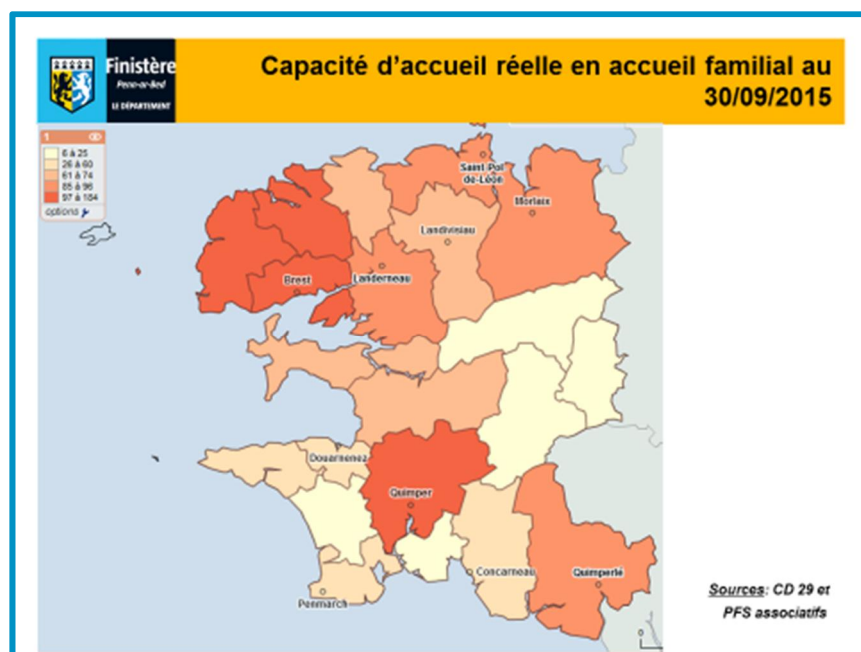 Finistère
Penn-ar-Bed
LE DÉPARTEMENT
Capacité d'accueil réelle en accueil familial au
30/09/2015
1
6 à 25
26 à 60
61 à 74
85 à 96
97 à 184
options
Saint-Pol
de-Léon
Morlaix
Landivisiau
Brest
Landerneau
Douarnenez
Quimper
Concarneau
Quimperlé
Penmarch
Sources: CD 29 et
PFS associatifs
0